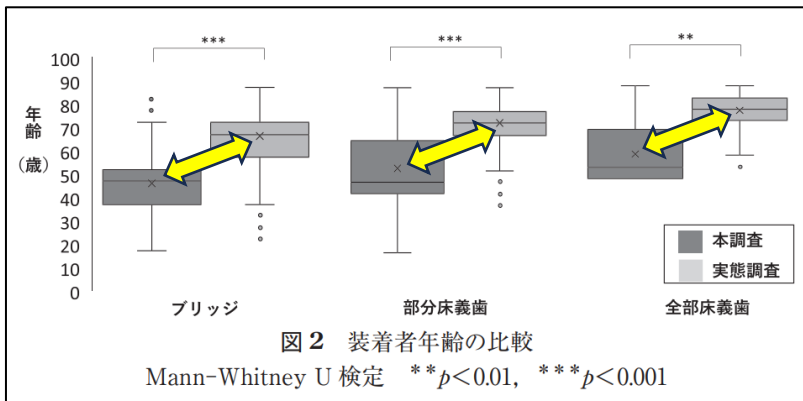 *** *** **
100
90
80
70
60
50
40
30
20
10
0
年齢
（歳）
本調査
実態調査
ブリッジ 部分床義歯 全部床義歯
図2 装着者年齢の比較
Mann-Whitney U 検定 **p<0.01, ***p<0.001